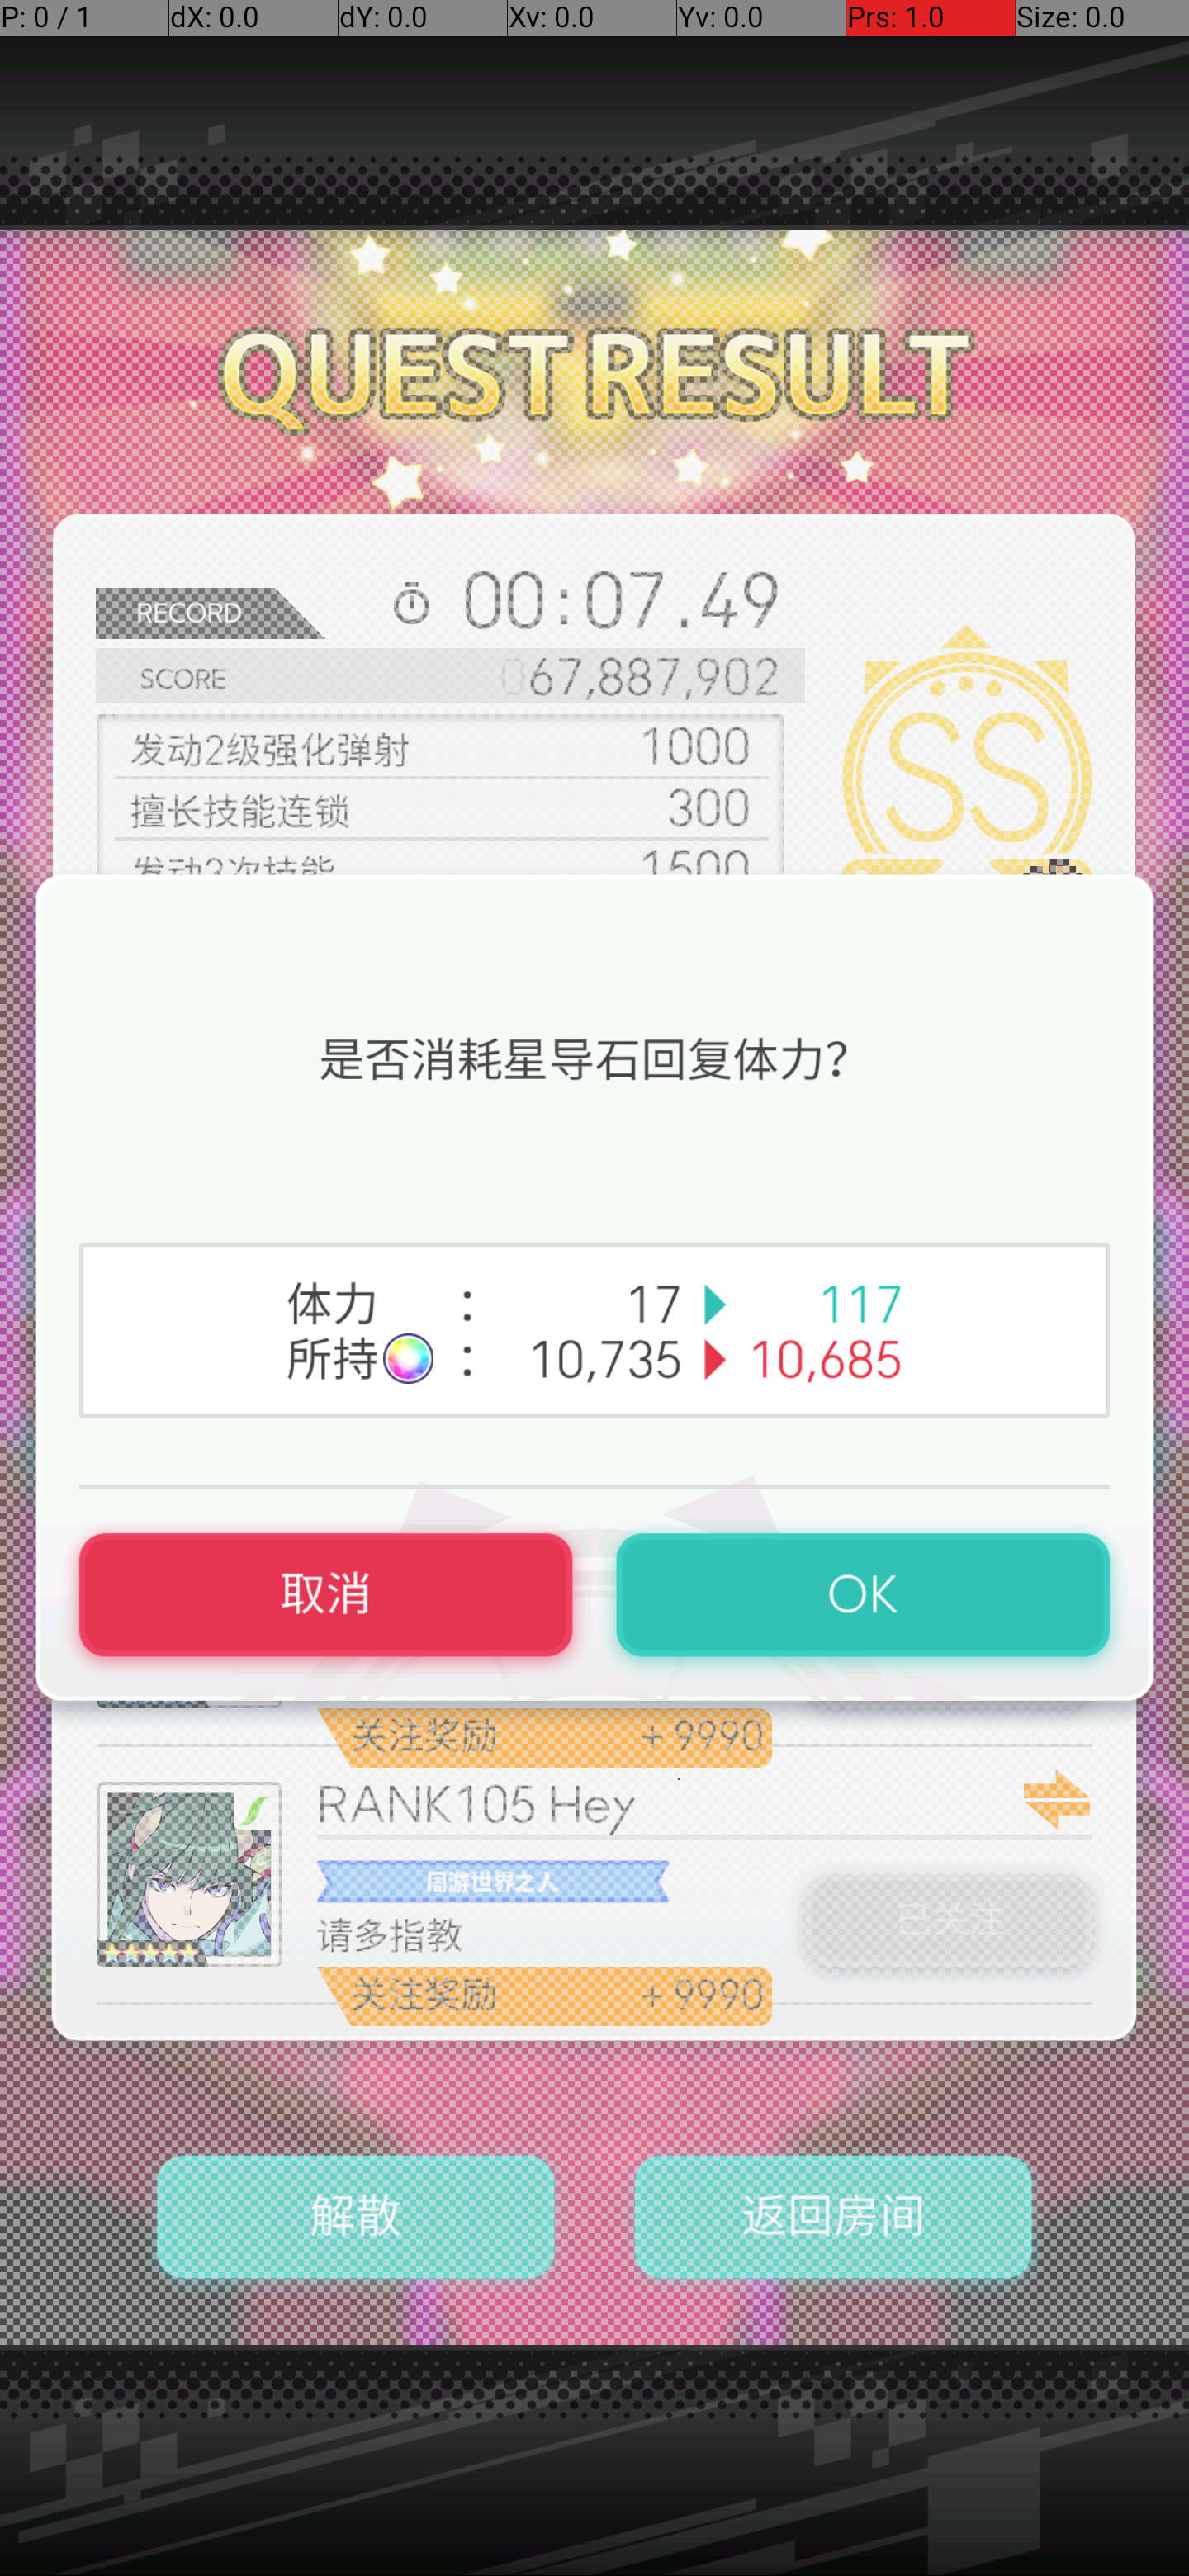 P: 0 / 1 dX: 0.0 dY: 0.0 Xv: 0.0 Yv: 0.0 Prs: 1.0 Size: 0.0
QUEST RESULT
RECORD 00:07.49
SCORE 067,887,902
发动2级强化弹射 1000
擅长技能连锁 300
发动3次技能 1500
SS
是否消耗星导石回复体力?
体力 : 17 117
所持 : 10,735 10,685
取消 OK
关注奖励 + 9990
RANK105 Hey
周游世界之人
已关注
请多指教
关注奖励 + 9990
解散 返回房间